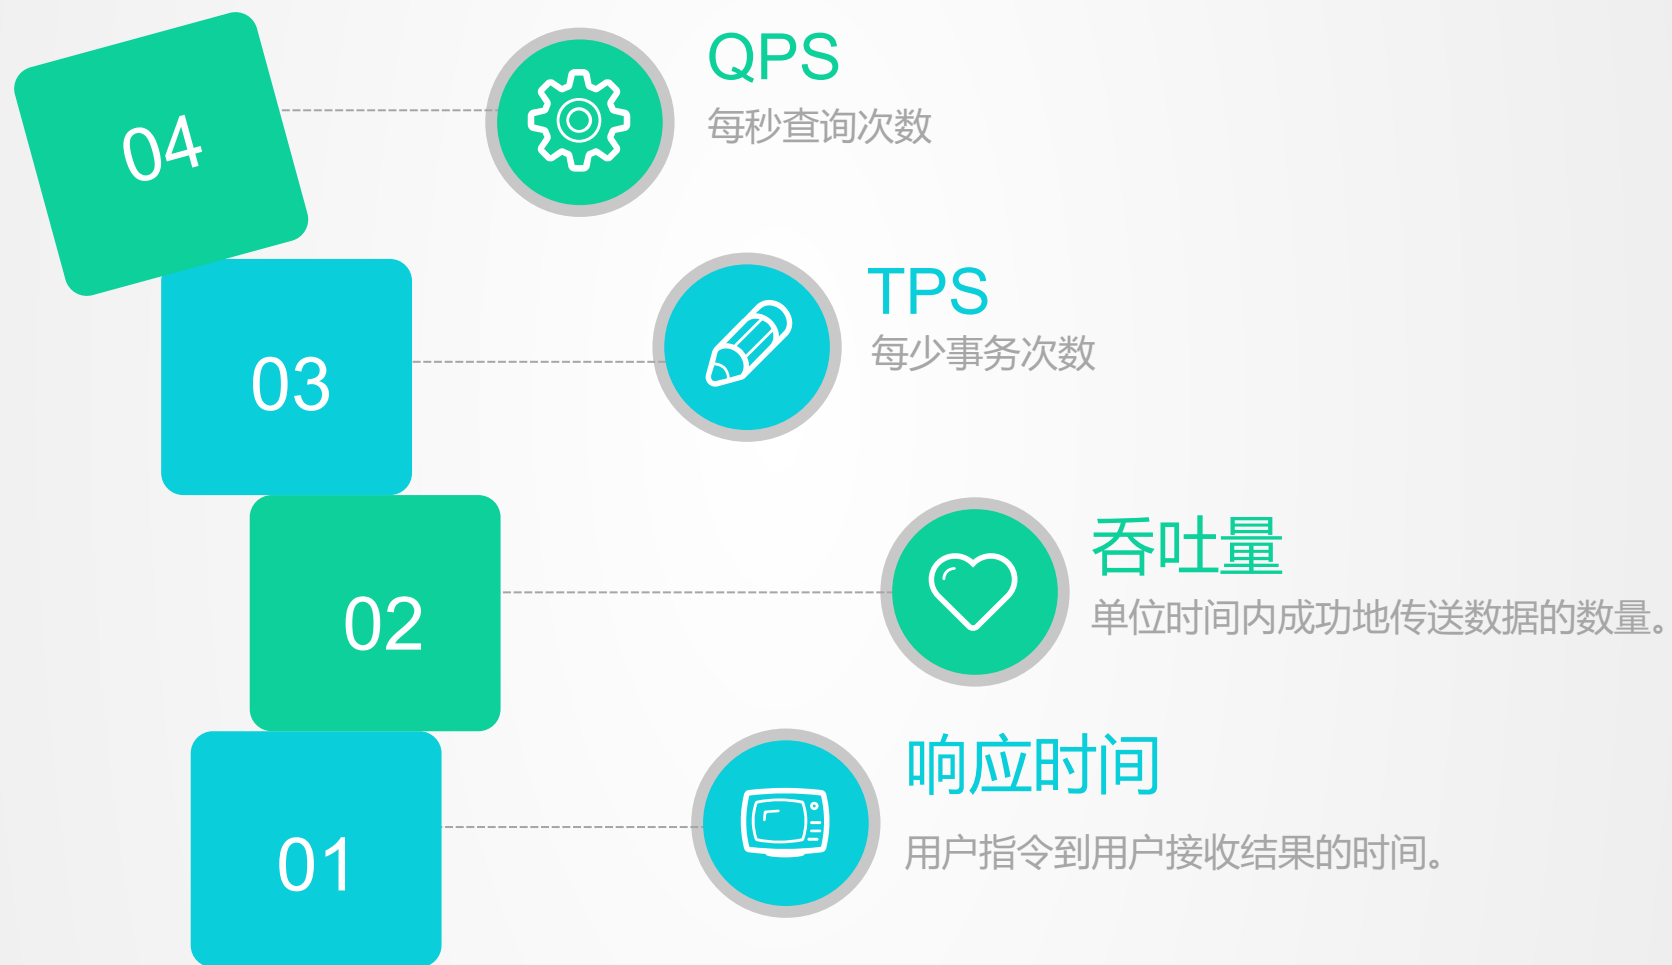 04
QPS
每秒查询次数
03
TPS
每少事务次数
02
吞吐量
单位时间内成功地传送数据的数量。
01
响应时间
用户指令到用户接收结果的时间。